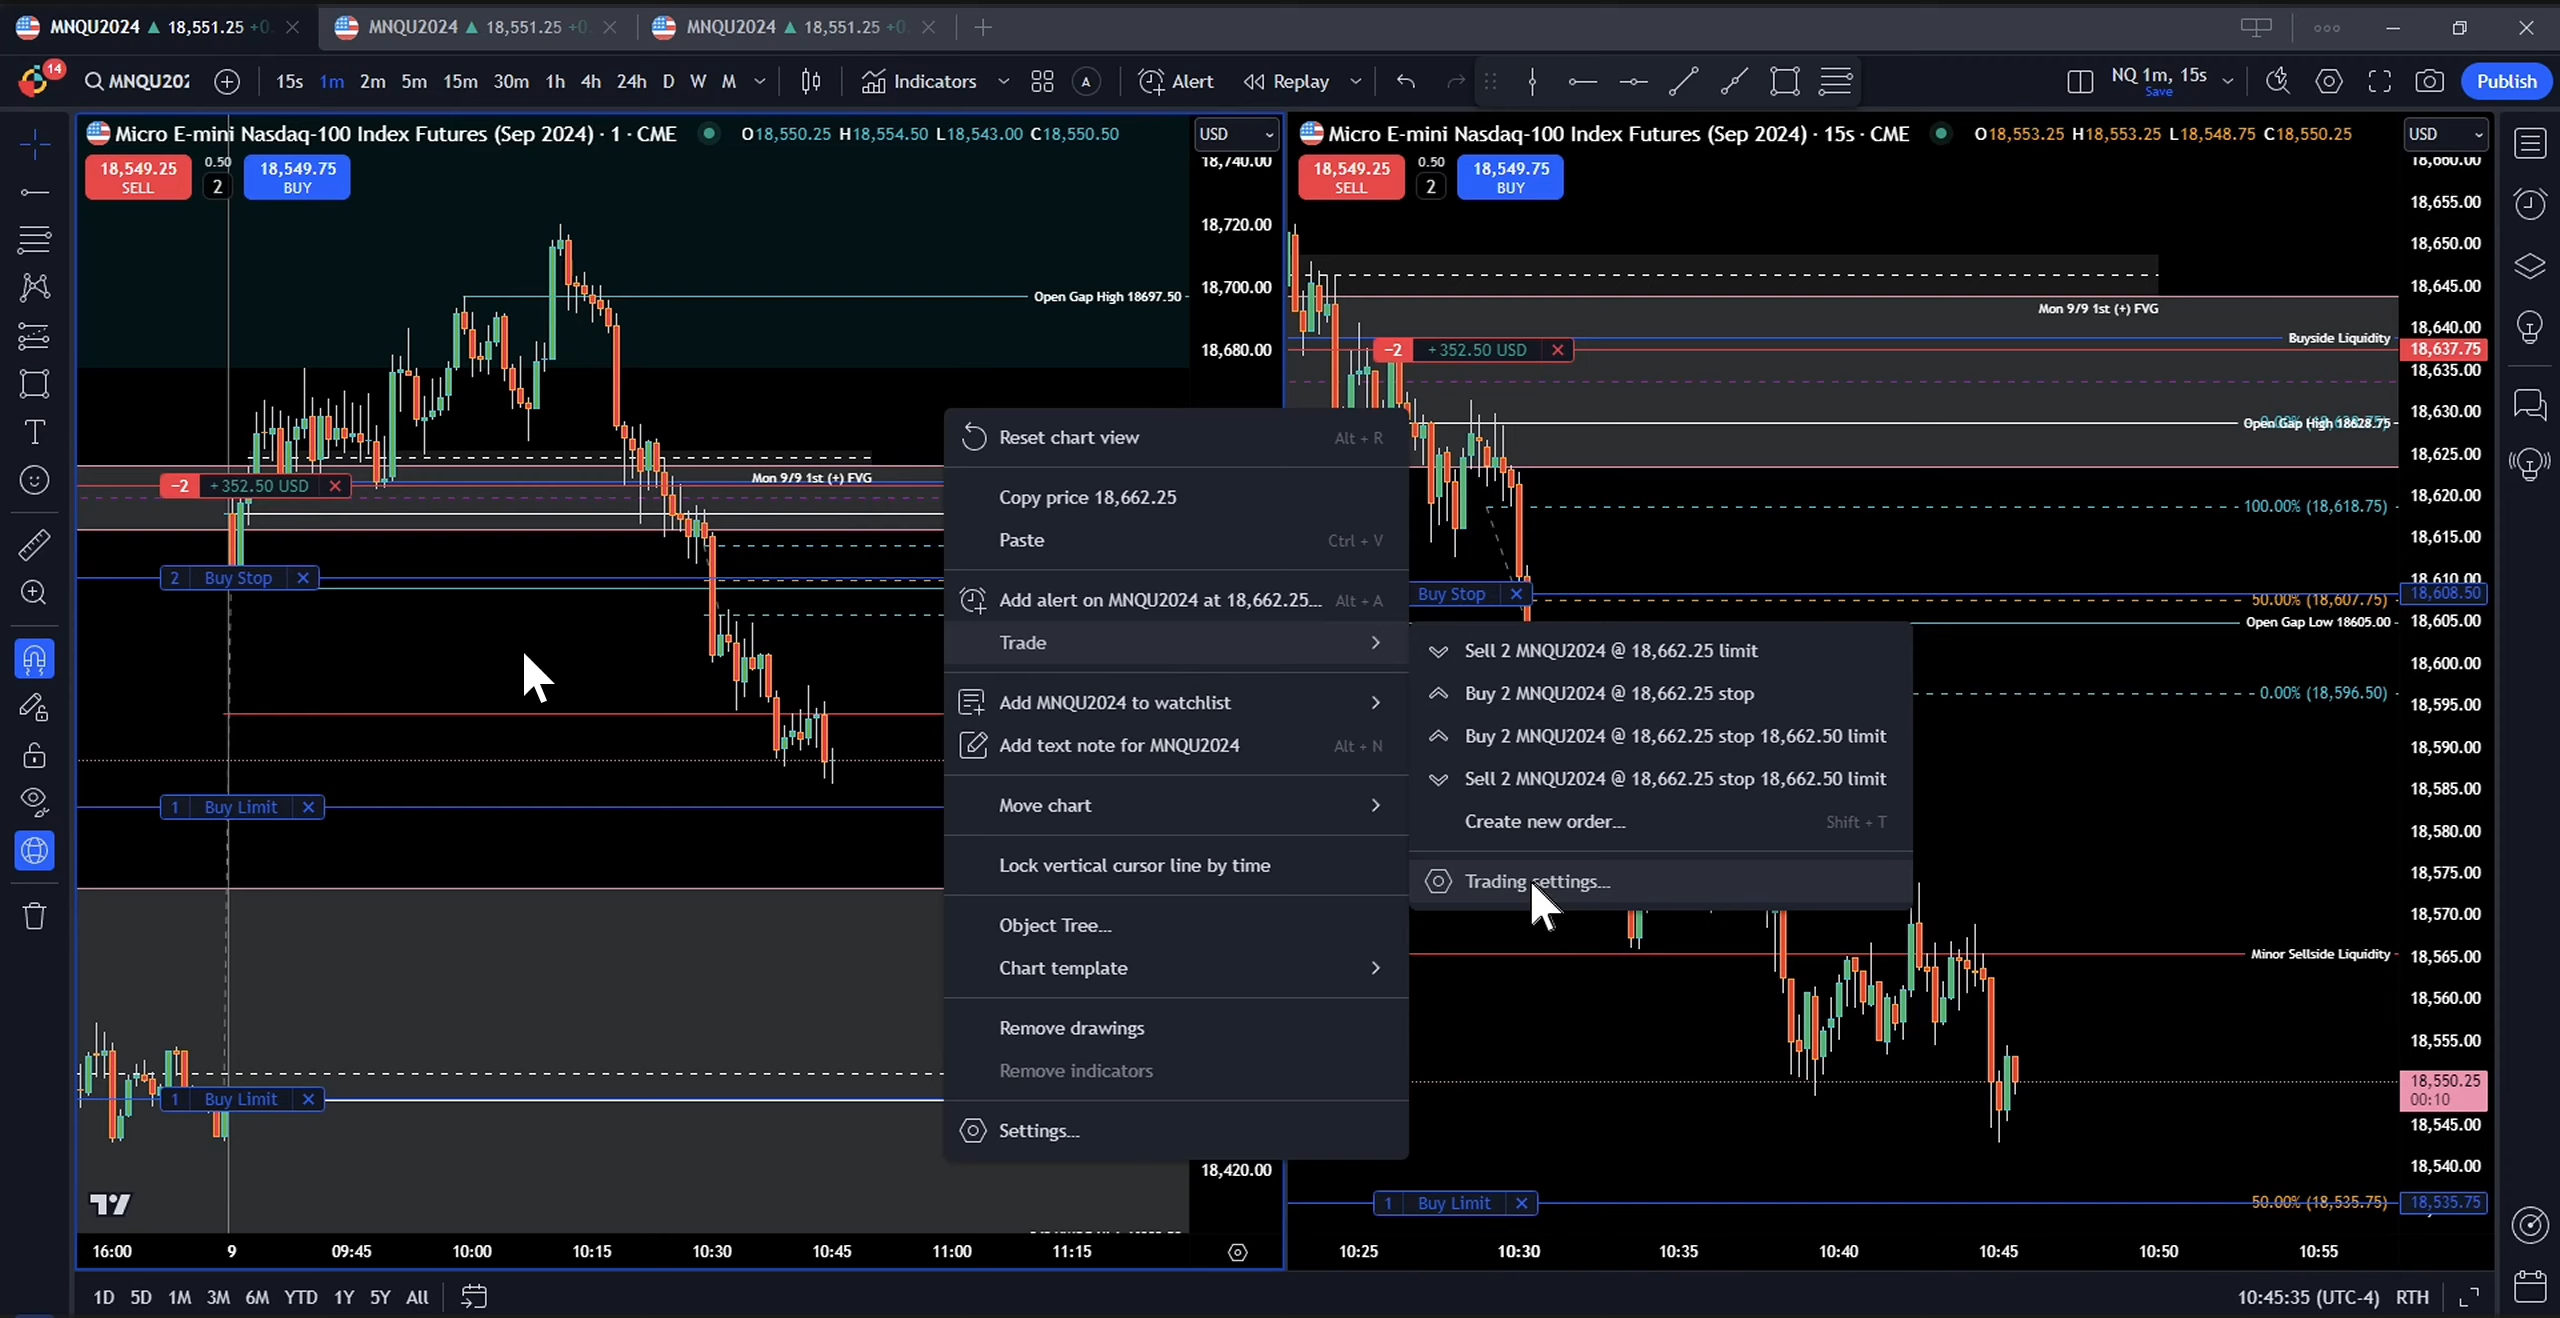 MNQU2024 ▲ 18,551.25 +0.
MNQU2024 ▲ 18,551.25 +0
MNQU2024 ▲ 18,551.25 +0
14
MNQU202
15s 1m 2m 5m 15m 30m 1h 4h 24h D W M
Indicators
A
Alert
Replay
NQ 1m, 15s
Save
Publish
Micro E-mini Nasdaq-100 Index Futures (Sep 2024) · 1 · CME
O18,550.25 H18,554.50 L18,543.00 C18,550.50
USD
18,549.25
SELL
0.50
2
18,549.75
BUY
18,740.00
18,720.00
18,700.00
18,680.00
18,420.00
Open Gap High 18697.50
Mon 9/9 1st (+) FVG
-2 +352.50 USD
2 Buy Stop
1 Buy Limit
1 Buy Limit
16:00 9 09:45 10:00 10:15 10:30 10:45 11:00 11:15
Reset chart view Alt + R
Copy price 18,662.25
Paste Ctrl + V
Add alert on MNQU2024 at 18,662.25... Alt + A
Trade
Add MNQU2024 to watchlist
Add text note for MNQU2024 Alt + N
Move chart
Lock vertical cursor line by time
Object Tree...
Chart template
Remove drawings
Remove indicators
Settings...
Sell 2 MNQU2024 @ 18,662.25 limit
Buy 2 MNQU2024 @ 18,662.25 stop
Buy 2 MNQU2024 @ 18,662.25 stop 18,662.50 limit
Sell 2 MNQU2024 @ 18,662.25 stop 18,662.50 limit
Create new order... Shift + T
Trading settings...
Micro E-mini Nasdaq-100 Index Futures (Sep 2024) · 15s · CME
O18,553.25 H18,553.25 L18,548.75 C18,550.25
USD
18,549.25
SELL
0.50
2
18,549.75
BUY
18,660.00
18,655.00
18,650.00
18,645.00
Mon 9/9 1st (+) FVG
18,640.00
Buyside Liquidity
-2 +352.50 USD
18,637.75
18,635.00
18,630.00
Open Gap High 18628.75
18,625.00
18,620.00
100.00% (18,618.75)
18,615.00
18,610.00
Buy Stop
18,608.50
50.00% (18,607.75)
Open Gap Low 18605.00
18,605.00
18,600.00
0.00% (18,596.50)
18,595.00
18,590.00
18,585.00
18,580.00
18,575.00
18,570.00
Minor Sellside Liquidity
18,565.00
18,560.00
18,555.00
18,550.25
00:10
18,545.00
18,540.00
1 Buy Limit
50.00% (18,535.75)
18,535.75
10:25 10:30 10:35 10:40 10:45 10:50 10:55
1D 5D 1M 3M 6M YTD 1Y 5Y All
10:45:35 (UTC-4) RTH